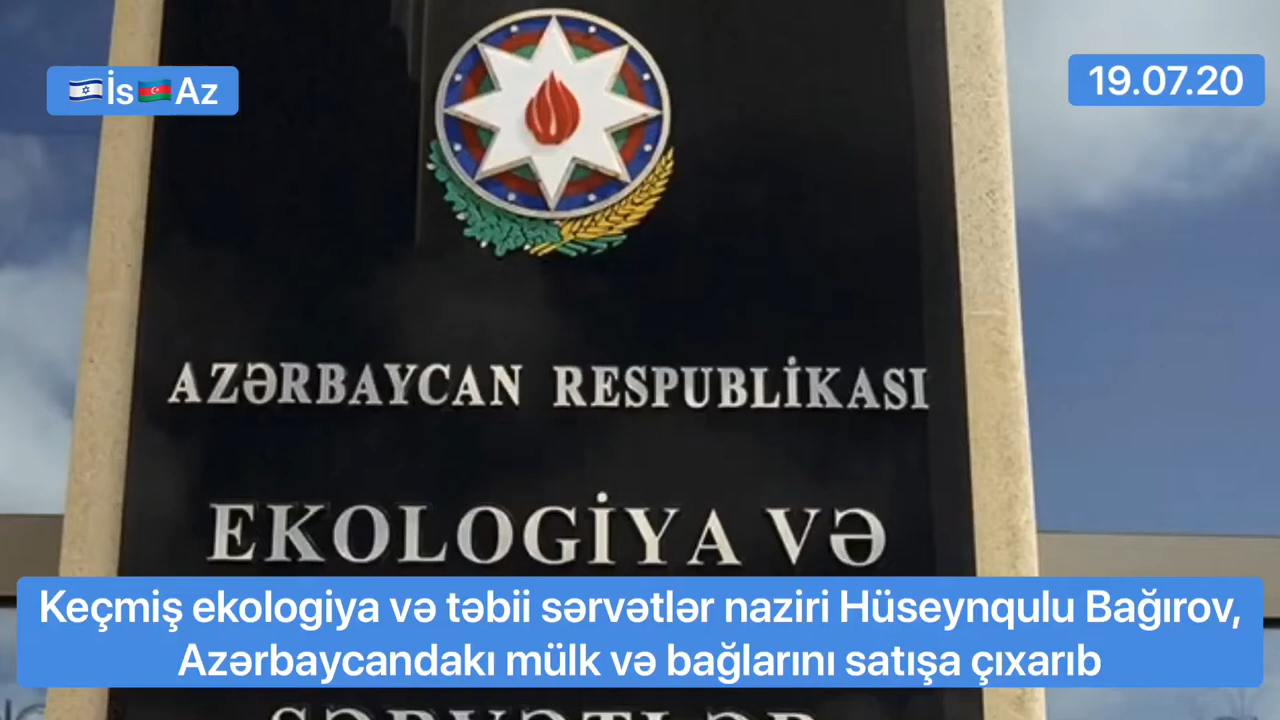 İs Az
19.07.20
AZƏRBAYCAN RESPUBLİKASI
EKOLOGİYA VƏ
Keçmiş ekologiya və təbii sərvətlər naziri Hüseynqulu Bağırov,
Azərbaycandakı mülk və bağlarını satışa çıxarıb
SƏRVƏTLƏR